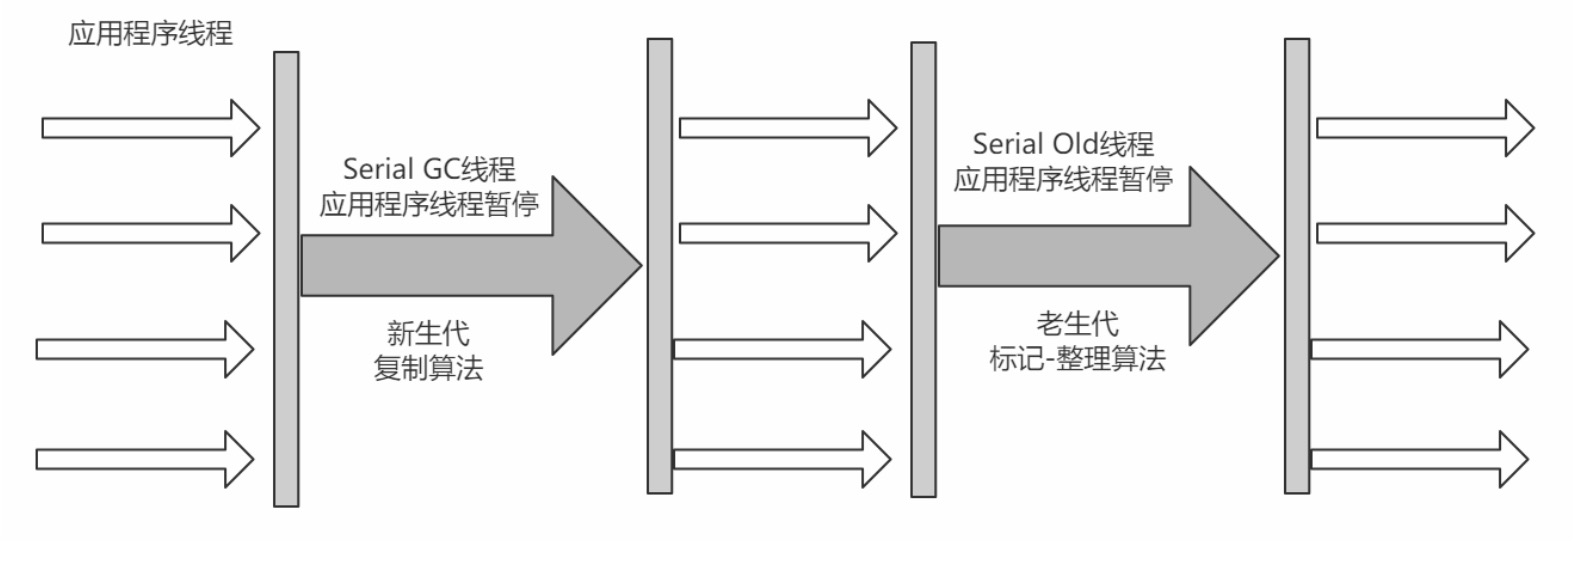 应用程序线程
Serial GC线程
应用程序线程暂停
新生代
复制算法
Serial Old线程
应用程序线程暂停
老生代
标记-整理算法